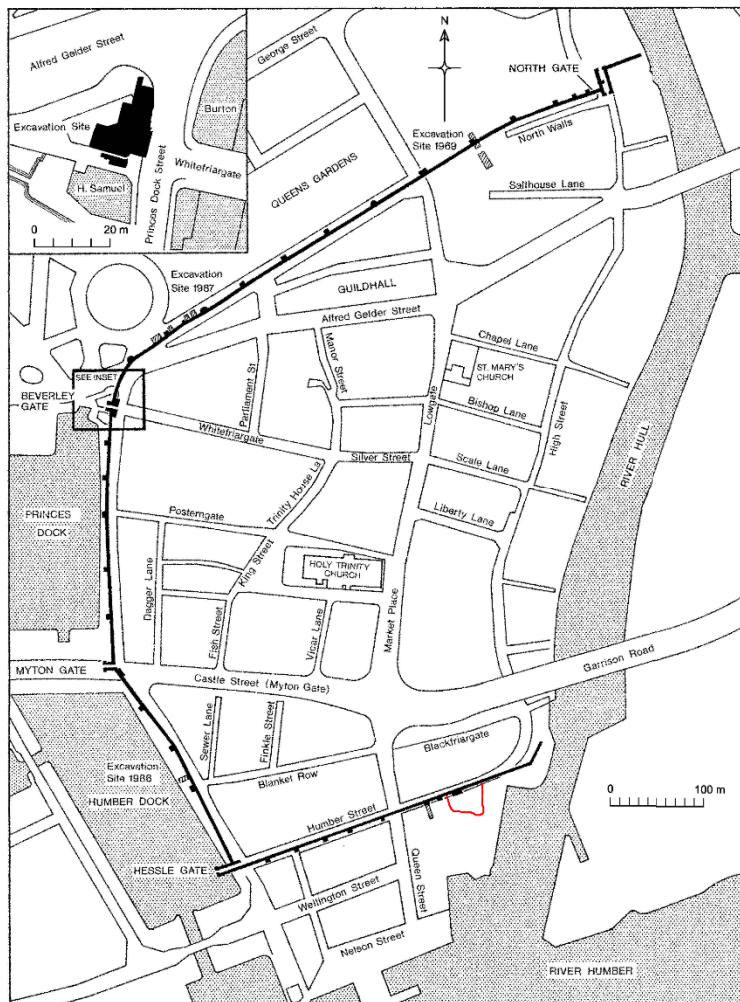 Alfred Gelder Street
Burton
Excavation Site
Whitefriargate
H. Samuel
Princes Dock Street
0 20 m
N
George Street
NORTH GATE
Excavation
Site 1969
North Walls
QUEENS GARDENS
Salthouse Lane
Excavation
Site 1987
GUILDHALL
Alfred Gelder Street
Manor Street
Chapel Lane
SEE INSET
BEVERLEY
GATE
Parliament St
ST. MARY'S
CHURCH
Lowgate
Bishop Lane
High Street
Whitefriargate
Silver Street
Scale Lane
RIVER HULL
Trinity House La
Liberty Lane
PRINCES
DOCK
Posterngate
King Street
HOLY TRINITY
CHURCH
Dagger Lane
Fish Street
Vicar Lane
Market Place
MYTON GATE
Castle Street (Myton Gate)
Garrison Road
Sewer Lane
Finkle Street
Blackfriargate
Excavation
Site 1986
HUMBER DOCK
Blanket Row
Humber Street
0 100 m
HESSLE GATE
Wellington Street
Queen Street
Nelson Street
RIVER HUMBER